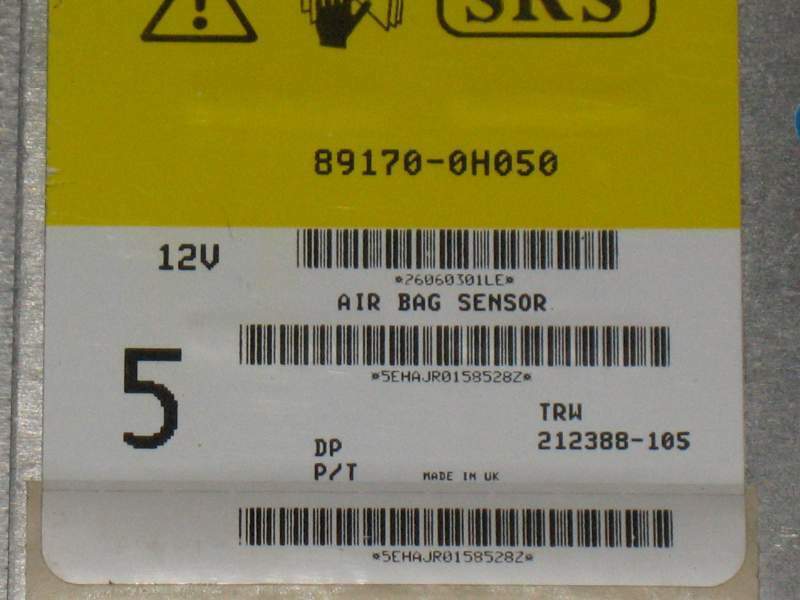 SRS
89170-0H050
12V
*26060301LE*
AIR BAG SENSOR
*5EHAJR0158528Z*
5
TRW
212388-105
DP
P/T
MADE IN UK
*5EHAJR0158528Z*